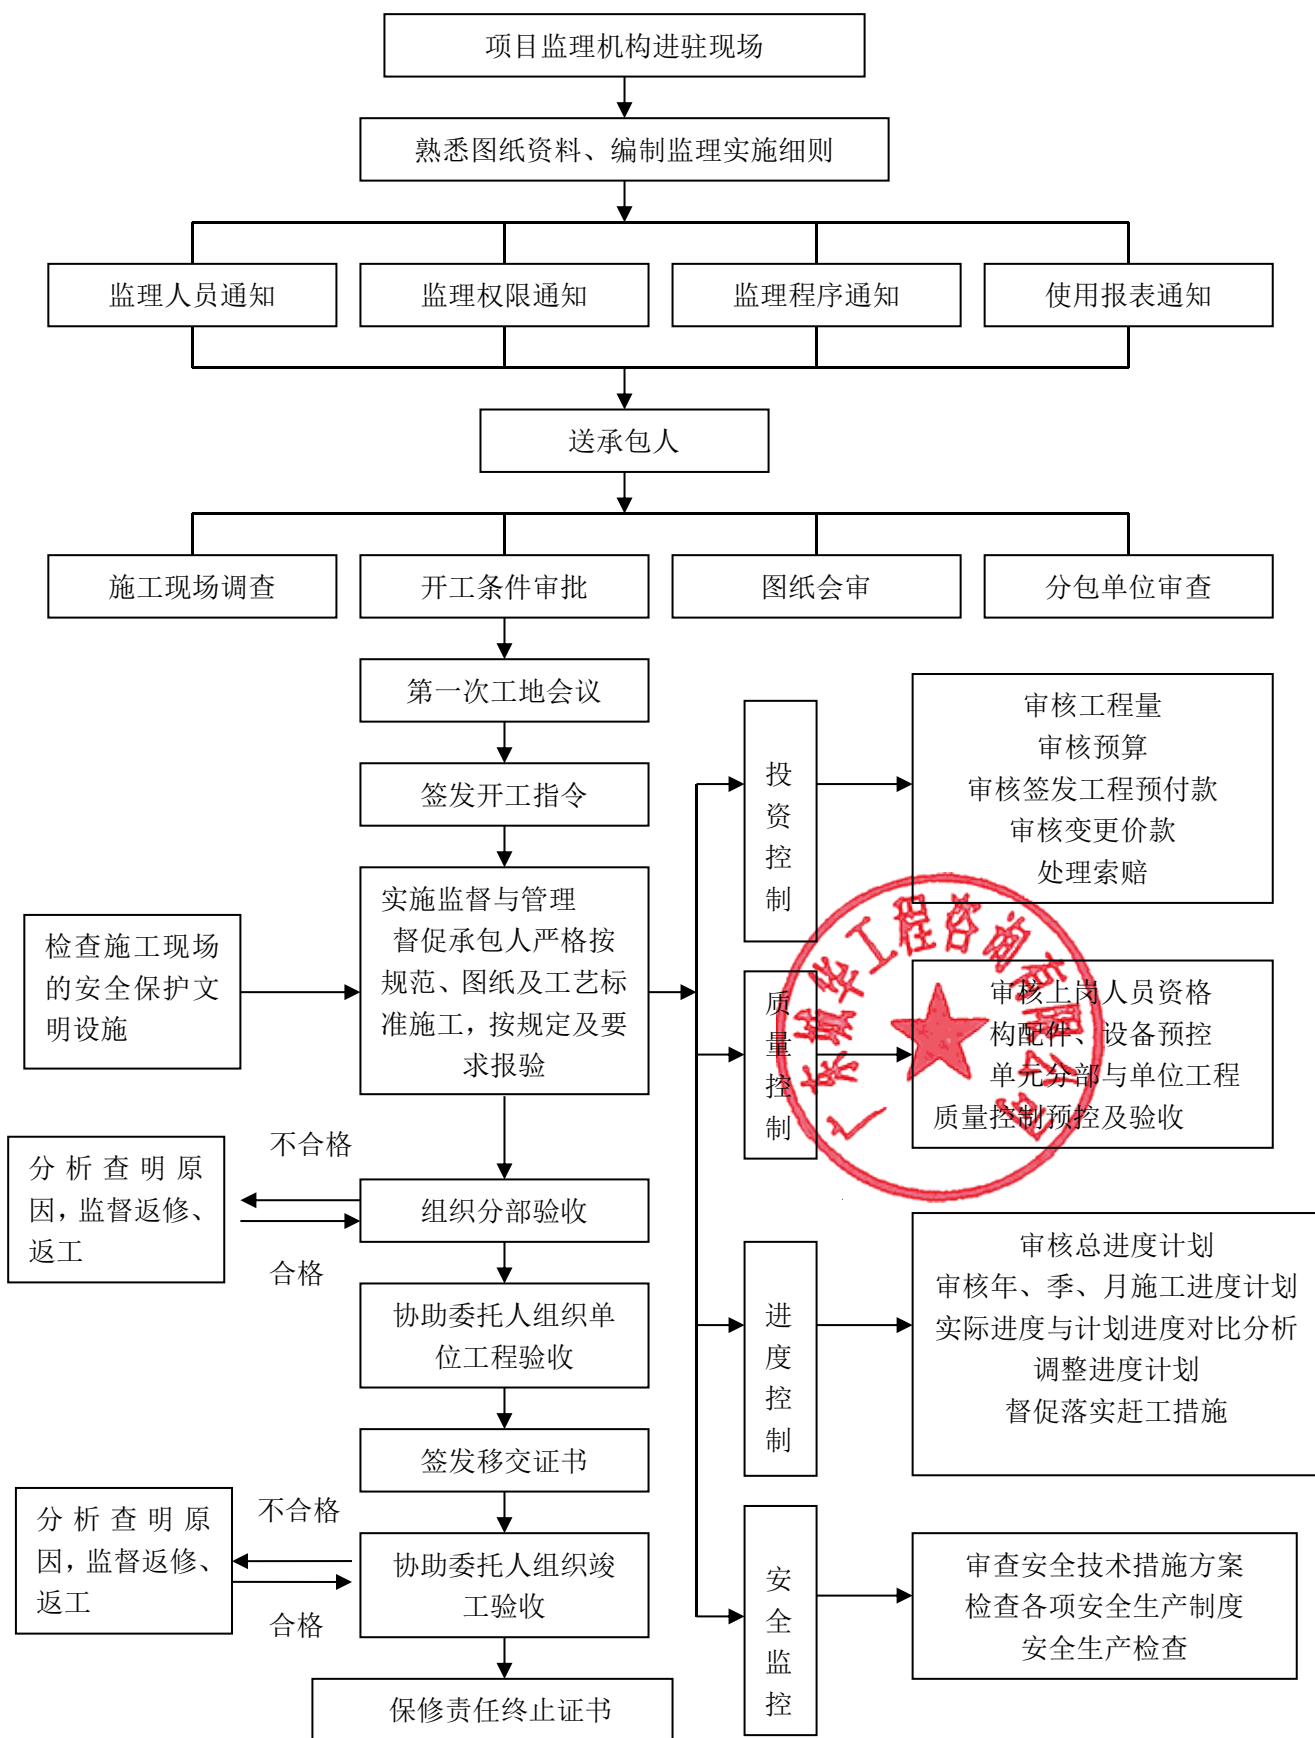 项目监理机构进驻现场
熟悉图纸资料、编制监理实施细则
监理人员通知
监理权限通知
监理程序通知
使用报表通知
送承包人
施工现场调查
开工条件审批
图纸会审
分包单位审查
第一次工地会议
签发开工指令
实施监督与管理
督促承包人严格按
规范、图纸及工艺标
准施工，按规定及要
求报验
检查施工现场
的安全保护文
明设施
投
资
控
制
审核工程量
审核预算
审核签发工程预付款
审核变更价款
处理索赔
质
量
控
制
审核上岗人员资格
构配件、设备预控
单元分部与单位工程
质量控制预控及验收
不合格
分析查明原
因，监督返修、
返工
合格
组织分部验收
协助委托人组织单
位工程验收
签发移交证书
进
度
控
制
审核总进度计划
审核年、季、月施工进度计划
实际进度与计划进度对比分析
调整进度计划
督促落实赶工措施
不合格
分析查明原
因，监督返修、
返工
合格
协助委托人组织竣
工验收
保修责任终止证书
安
全
监
控
审查安全技术措施方案
检查各项安全生产制度
安全生产检查
广东城华工程咨询有限公司